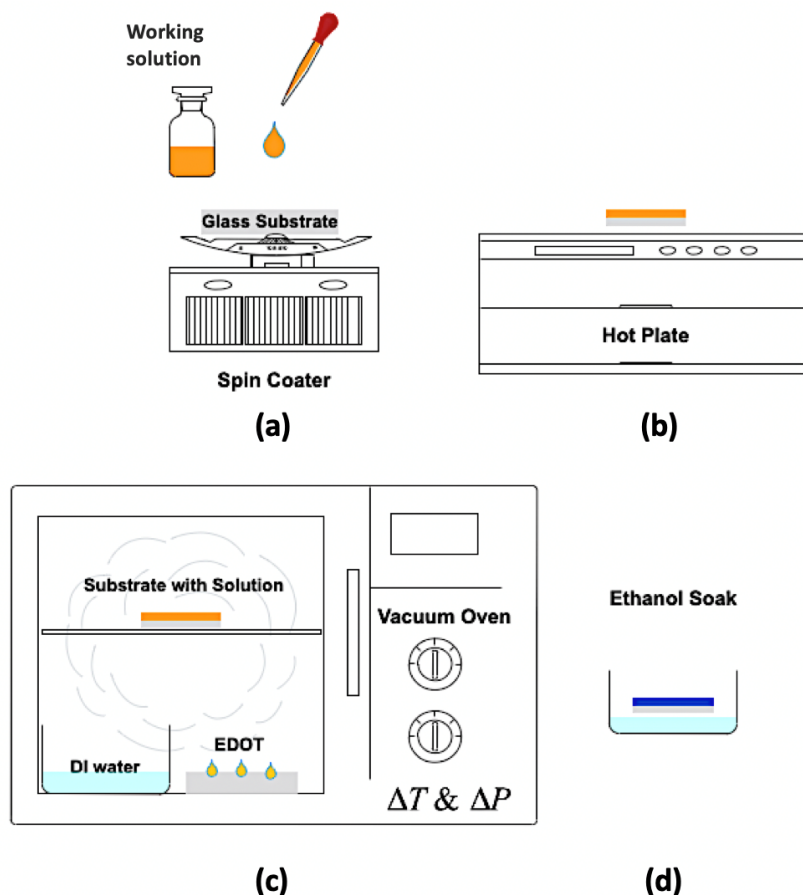 Working
solution
Glass Substrate
Spin Coater
(a)
Hot Plate
(b)
Substrate with Solution
DI water
EDOT
Vacuum Oven
ΔT & ΔP
(c)
Ethanol Soak
(d)